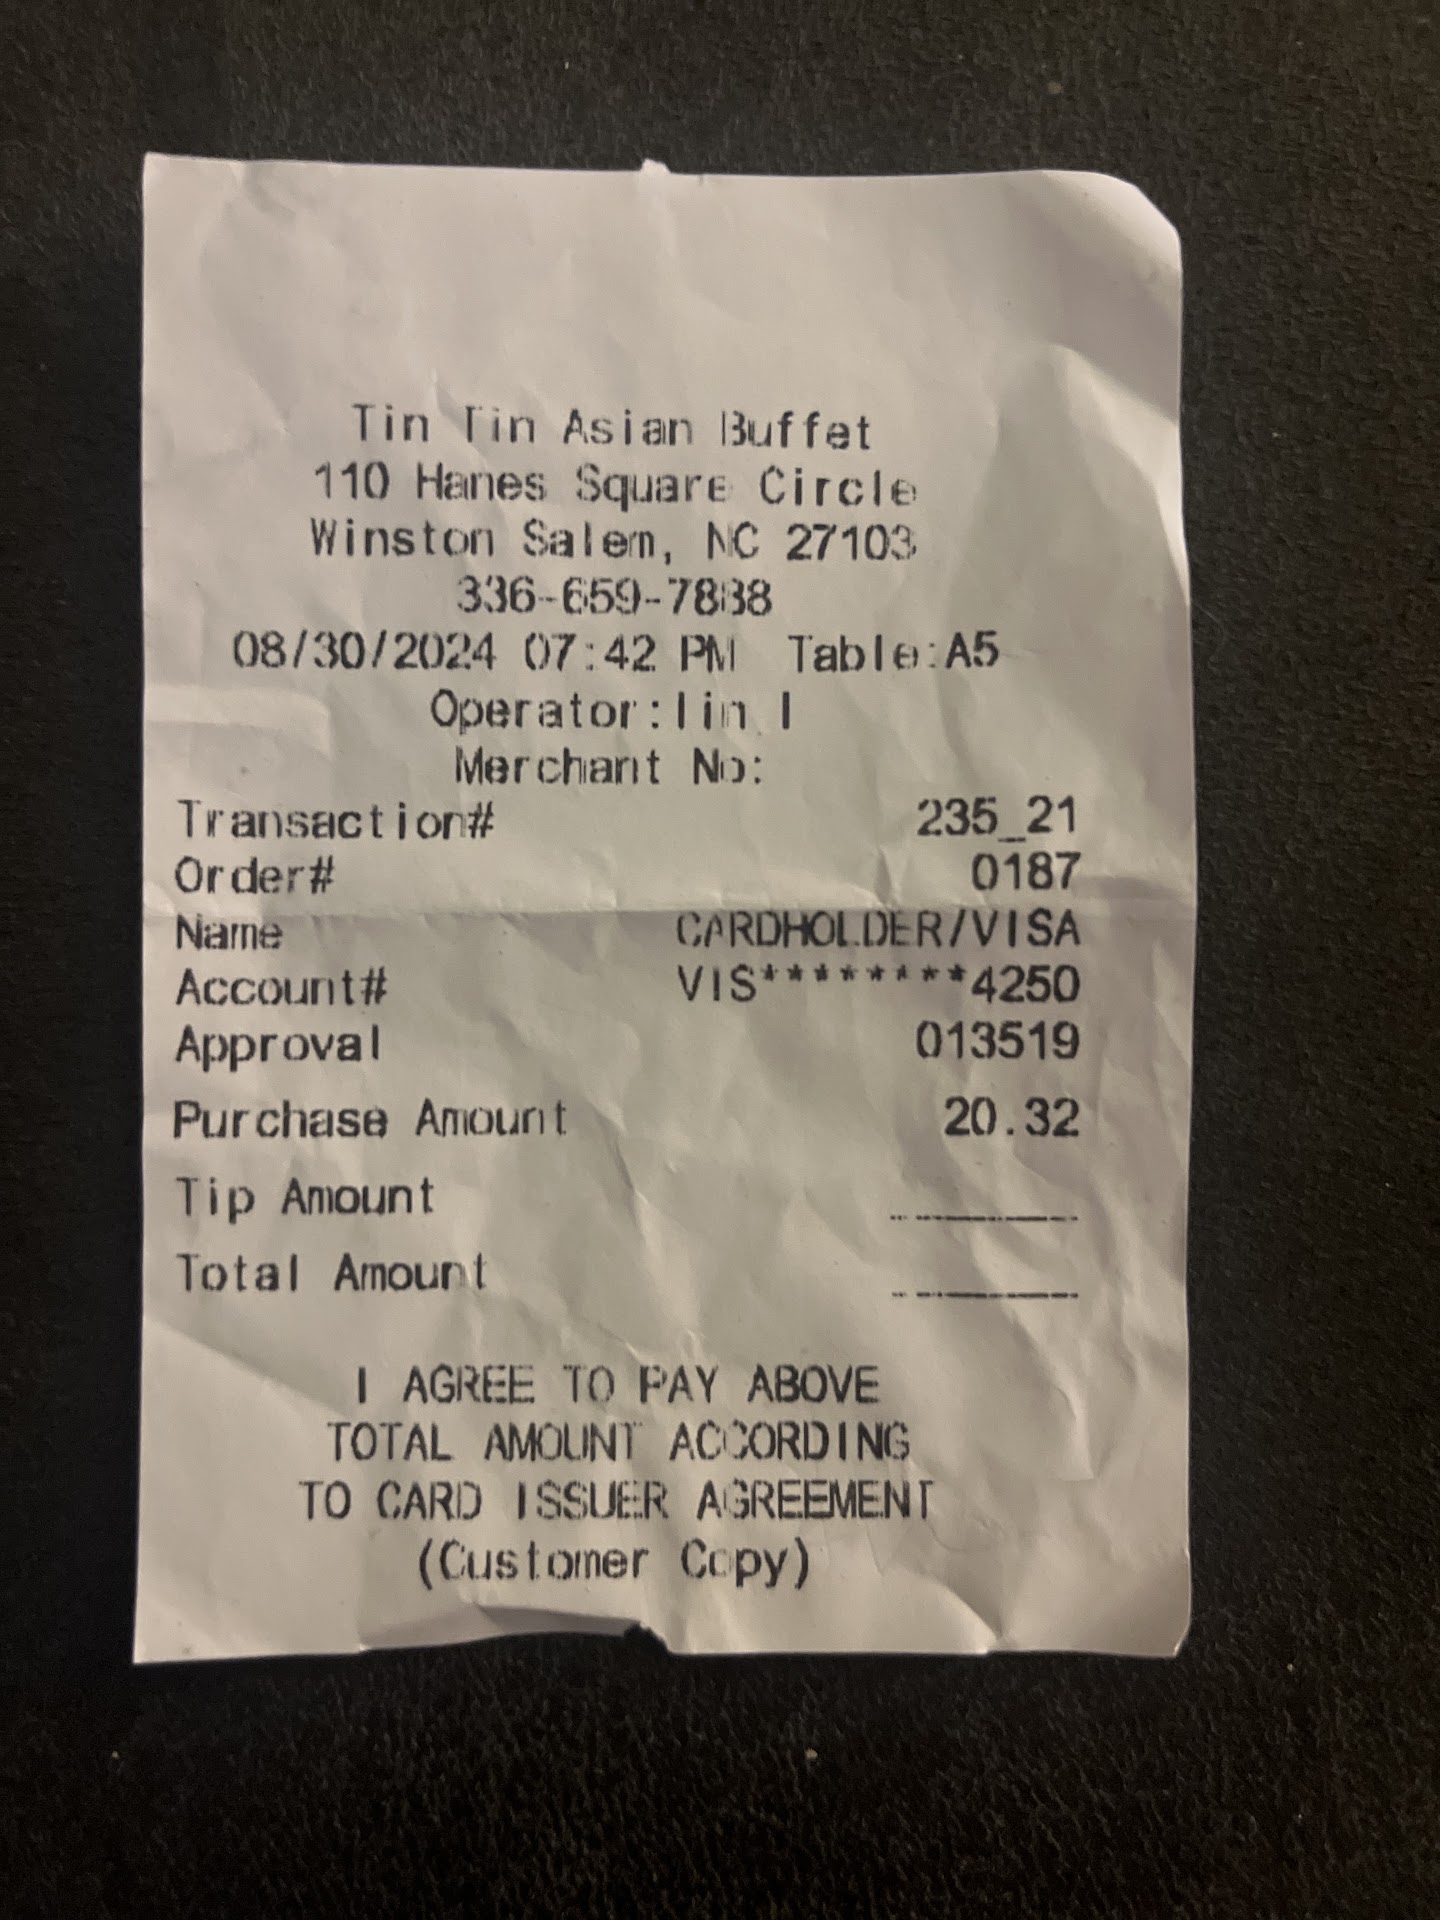 Tin Tin Asian Buffet
110 Hanes Square Circle
Winston Salem, NC 27103
336-659-7888
08/30/2024 07:42 PM Table:A5
Operator:lin l
Merchant No:
Transaction# 235_21
Order# 0187
Name CARDHOLDER/VISA
Account# VIS********4250
Approval 013519
Purchase Amount 20.32
Tip Amount
Total Amount
I AGREE TO PAY ABOVE
TOTAL AMOUNT ACCORDING
TO CARD ISSUER AGREEMENT
(Customer Copy)